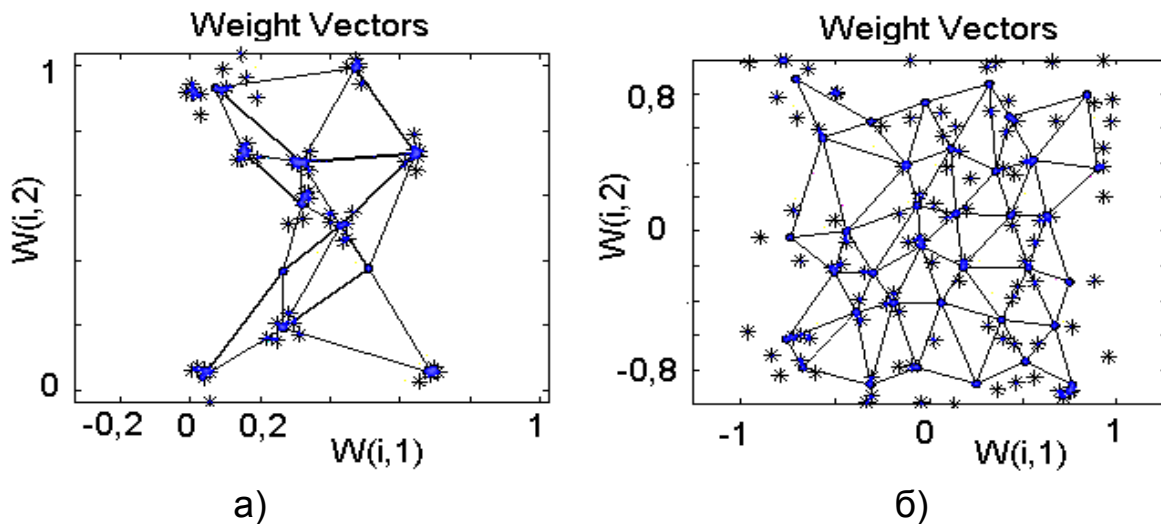 Weight Vectors
1
W(i,2)
0
-0,2
0
0,2
1
W(i,1)
а)
Weight Vectors
0,8
W(i,2)
0
-0,8
-1
0
1
W(i,1)
б)